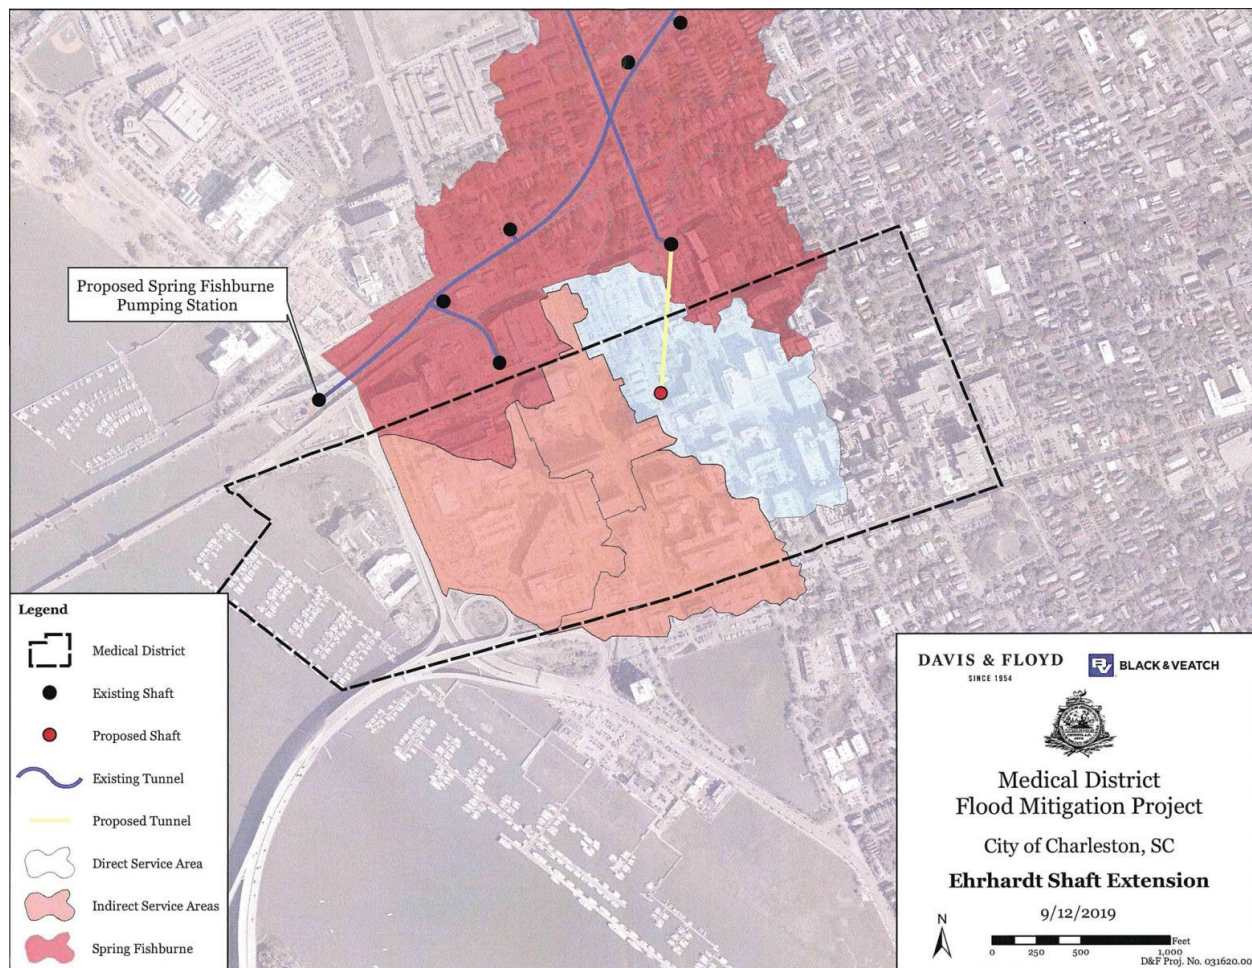 Proposed Spring Fishburne
Pumping Station
Legend
Medical District
Existing Shaft
Proposed Shaft
Existing Tunnel
Proposed Tunnel
Direct Service Area
Indirect Service Areas
Spring Fishburne
DAVIS & FLOYD
SINCE 1954
BV BLACK & VEATCH
Medical District
Flood Mitigation Project
City of Charleston, SC
Ehrhardt Shaft Extension
9/12/2019
N
Feet
0 250 500 1,000
D&F Proj. No. 031620.00